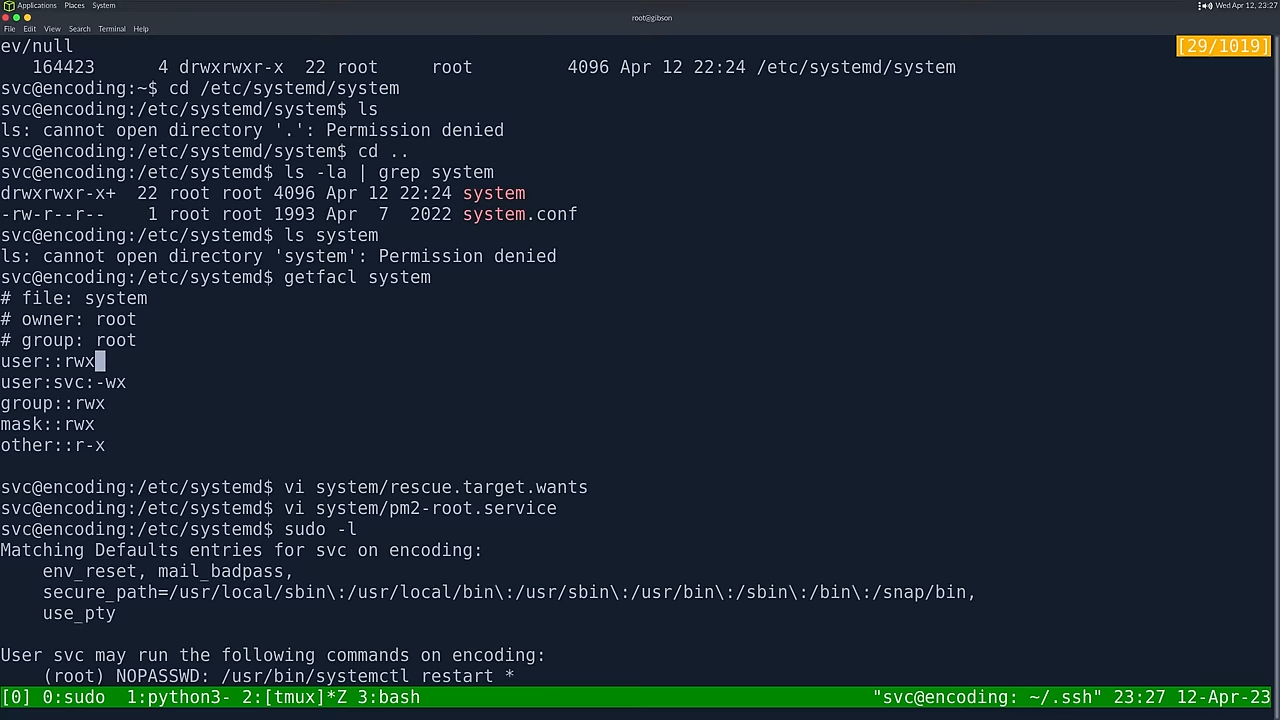 Applications Places System
Wed Apr 12, 23:27
root@gibson
File Edit View Search Terminal Help
ev/null
[29/1019]
   164423      4 drwxrwxr-x  22 root     root         4096 Apr 12 22:24 /etc/systemd/system
svc@encoding:~$ cd /etc/systemd/system
svc@encoding:/etc/systemd/system$ ls
ls: cannot open directory '.': Permission denied
svc@encoding:/etc/systemd/system$ cd ..
svc@encoding:/etc/systemd$ ls -la | grep system
drwxrwxr-x+  22 root root 4096 Apr 12 22:24 system
-rw-r--r--    1 root root 1993 Apr  7  2022 system.conf
svc@encoding:/etc/systemd$ ls system
ls: cannot open directory 'system': Permission denied
svc@encoding:/etc/systemd$ getfacl system
# file: system
# owner: root
# group: root
user::rwx
user:svc:-wx
group::rwx
mask::rwx
other::r-x
svc@encoding:/etc/systemd$ vi system/rescue.target.wants
svc@encoding:/etc/systemd$ vi system/pm2-root.service
svc@encoding:/etc/systemd$ sudo -l
Matching Defaults entries for svc on encoding:
    env_reset, mail_badpass,
    secure_path=/usr/local/sbin\:/usr/local/bin\:/usr/sbin\:/usr/bin\:/sbin\:/bin\:/snap/bin,
    use_pty
User svc may run the following commands on encoding:
    (root) NOPASSWD: /usr/bin/systemctl restart *
[0] 0:sudo  1:python3- 2:[tmux]*Z 3:bash
"svc@encoding: ~/.ssh" 23:27 12-Apr-23